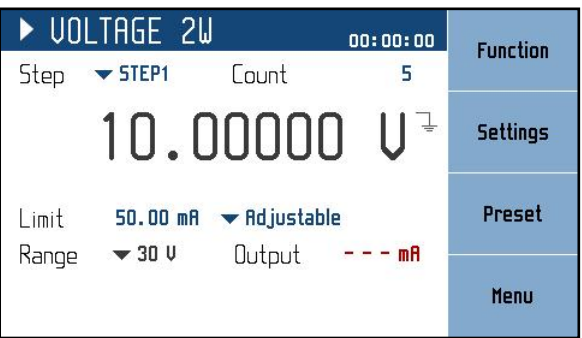 VOLTAGE 2W 00:00:00
Step STEP1 Count 5
10.00000 V
Limit 50.00 mA Adjustable
Range 30 V Output --- mA
Function
Settings
Preset
Menu